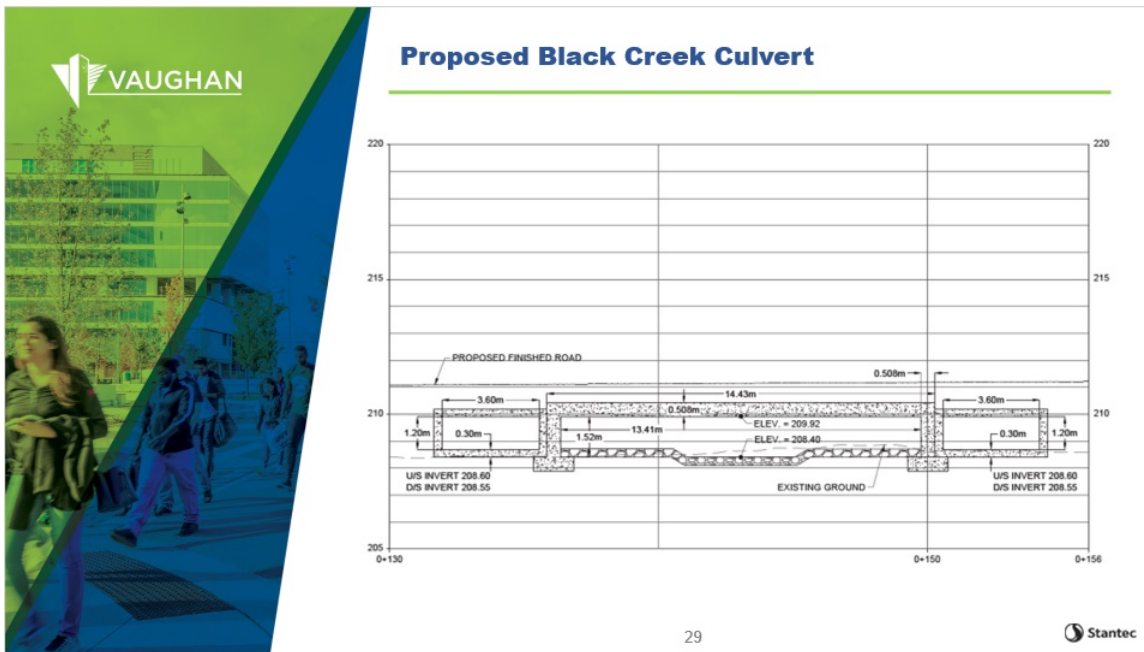 VAUGHAN
Proposed Black Creek Culvert
220
220
215
215
PROPOSED FINISHED ROAD
0.508m
14.43m
3.60m
0.508m
3.60m
210
210
ELEV. = 209.92
1.20m
0.30m
13.41m
1.52m
ELEV. = 208.40
0.30m
1.20m
U/S INVERT 208.60
D/S INVERT 208.55
EXISTING GROUND
U/S INVERT 208.60
D/S INVERT 208.55
205
0+130
0+150
0+156
29
Stantec